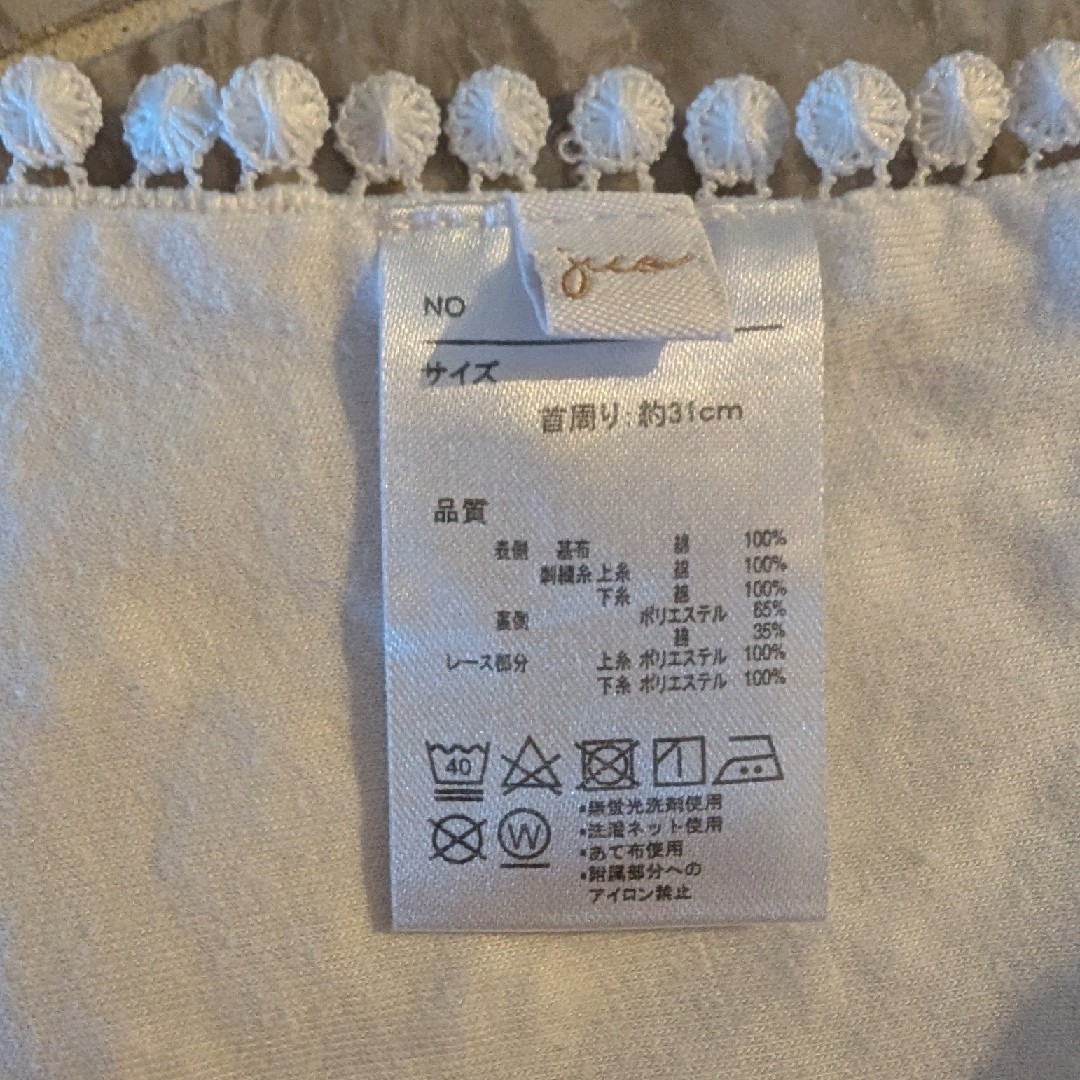 NO
サイズ
首周り:約31cm
品質
表側 基布 綿 100%
刺繍糸 上糸 綿 100%
下糸 綿 100%
裏側 ポリエステル 65%
綿 35%
レース部分 上糸 ポリエステル 100%
下糸 ポリエステル 100%
40
W
・無蛍光洗剤使用
・洗濯ネット使用
・あて布使用
・附属部分への
アイロン禁止